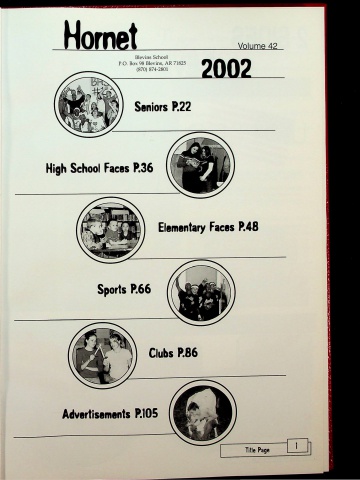 Hornet
Volume 42
Blevins School
P.O. Box 98 Blevins, AR 71825
(870) 874-2801
2002
Seniors P.22
High School Faces P.36
Elementary Faces P.48
Sports P.66
Clubs P.86
Advertisements P.105
Title Page
1